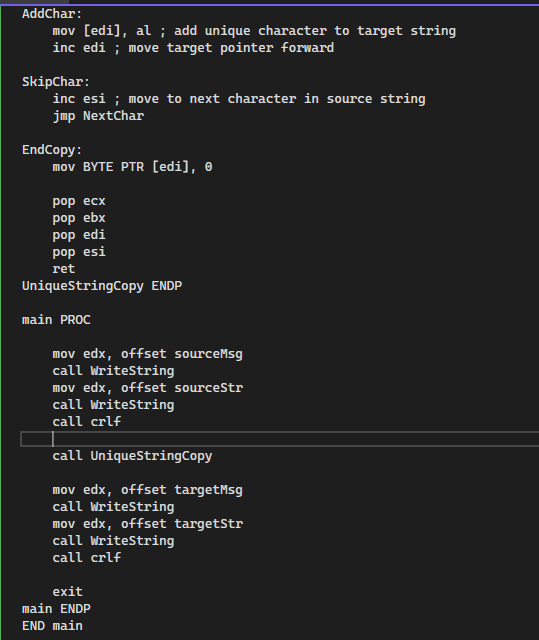 AddChar:
    mov [edi], al ; add unique character to target string
    inc edi ; move target pointer forward

SkipChar:
    inc esi ; move to next character in source string
    jmp NextChar

EndCopy:
    mov BYTE PTR [edi], 0

    pop ecx
    pop ebx
    pop edi
    pop esi
    ret
UniqueStringCopy ENDP

main PROC

    mov edx, offset sourceMsg
    call WriteString
    mov edx, offset sourceStr
    call WriteString
    call crlf

    call UniqueStringCopy

    mov edx, offset targetMsg
    call WriteString
    mov edx, offset targetStr
    call WriteString
    call crlf

    exit
main ENDP
END main